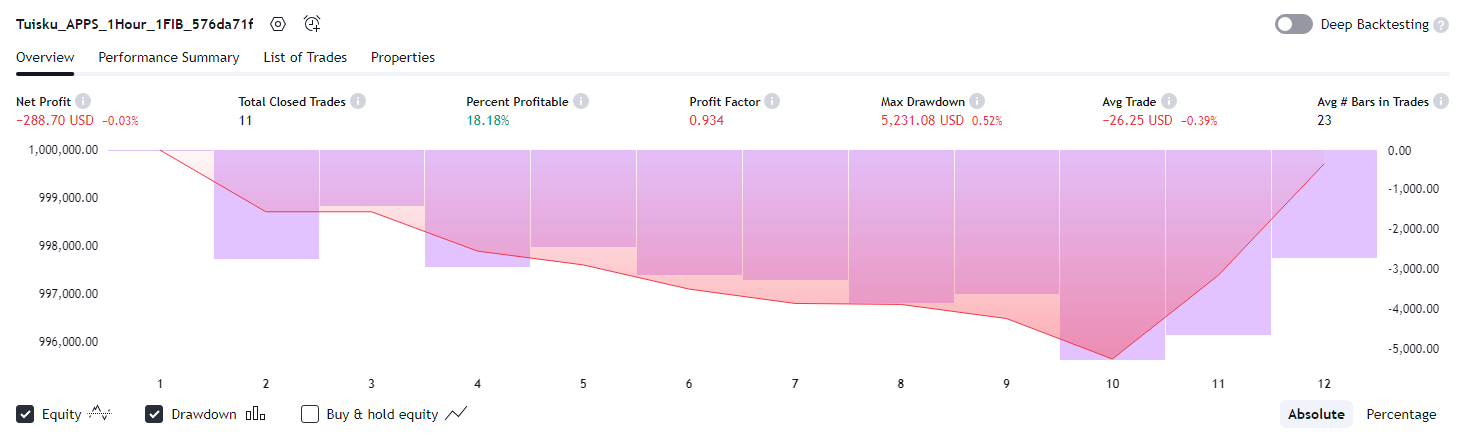 Tuisku_APPS_1Hour_1FIB_576da71f Deep Backtesting ?
Overview Performance Summary List of Trades Properties
Net Profit Total Closed Trades Percent Profitable Profit Factor Max Drawdown Avg Trade Avg # Bars in Trades
−288.70 USD −0.03% 11 18.18% 0.934 5,231.08 USD 0.52% −26.25 USD −0.39% 23
1,000,000.00 0.00
999,000.00 -1,000.00
998,000.00 -2,000.00
997,000.00 -3,000.00
996,000.00 -4,000.00
-5,000.00
1 2 3 4 5 6 7 8 9 10 11 12
Equity Drawdown Buy & hold equity Absolute Percentage